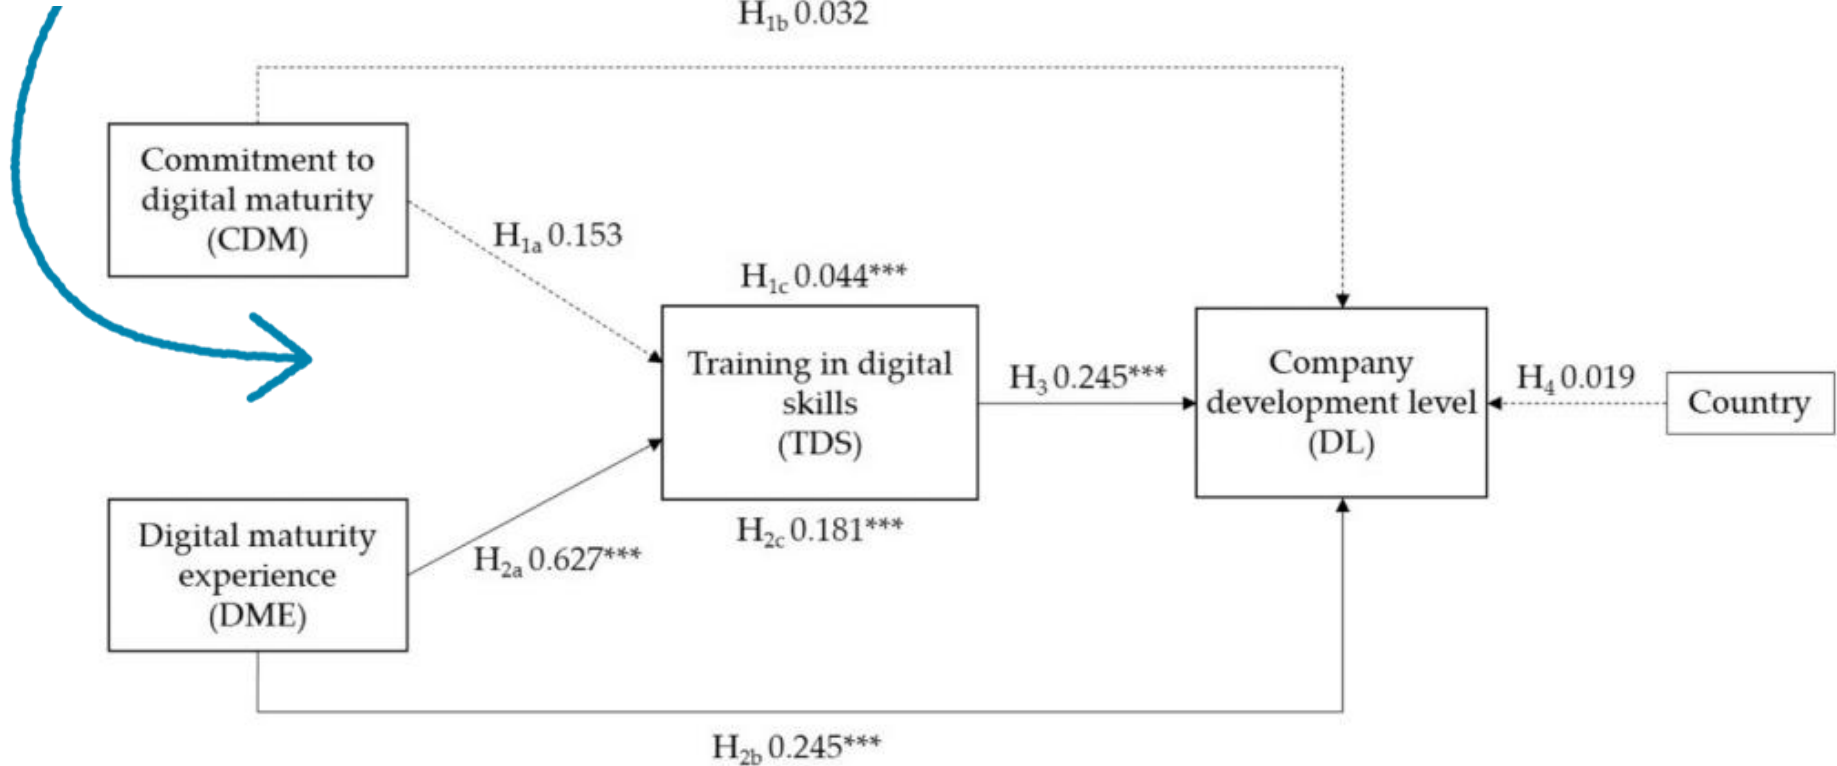 H1b 0.032
Commitment to
digital maturity
(CDM)
H1a 0.153
H1c 0.044***
Training in digital
skills
(TDS)
H3 0.245***
Company
development level
(DL)
H4 0.019
Country
Digital maturity
experience
(DME)
H2a 0.627***
H2c 0.181***
H2b 0.245***